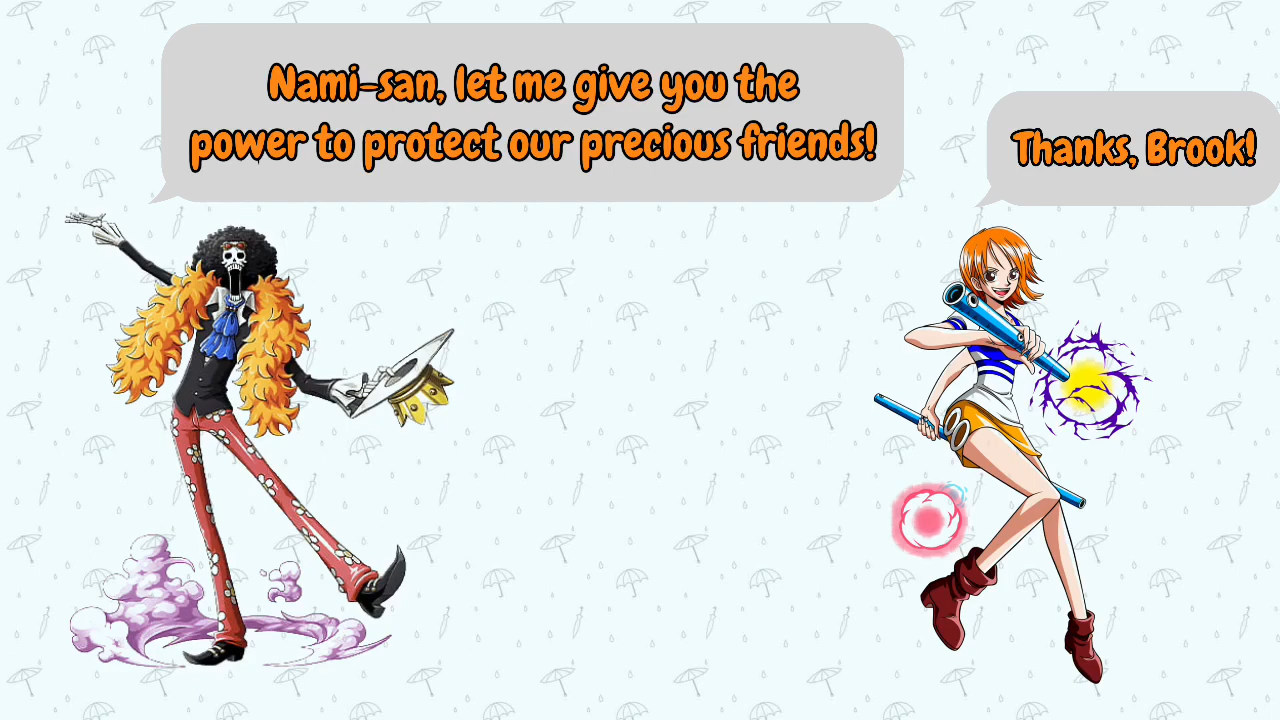 Nami-san, let me give you the
power to protect our precious friends!
Thanks, Brook!